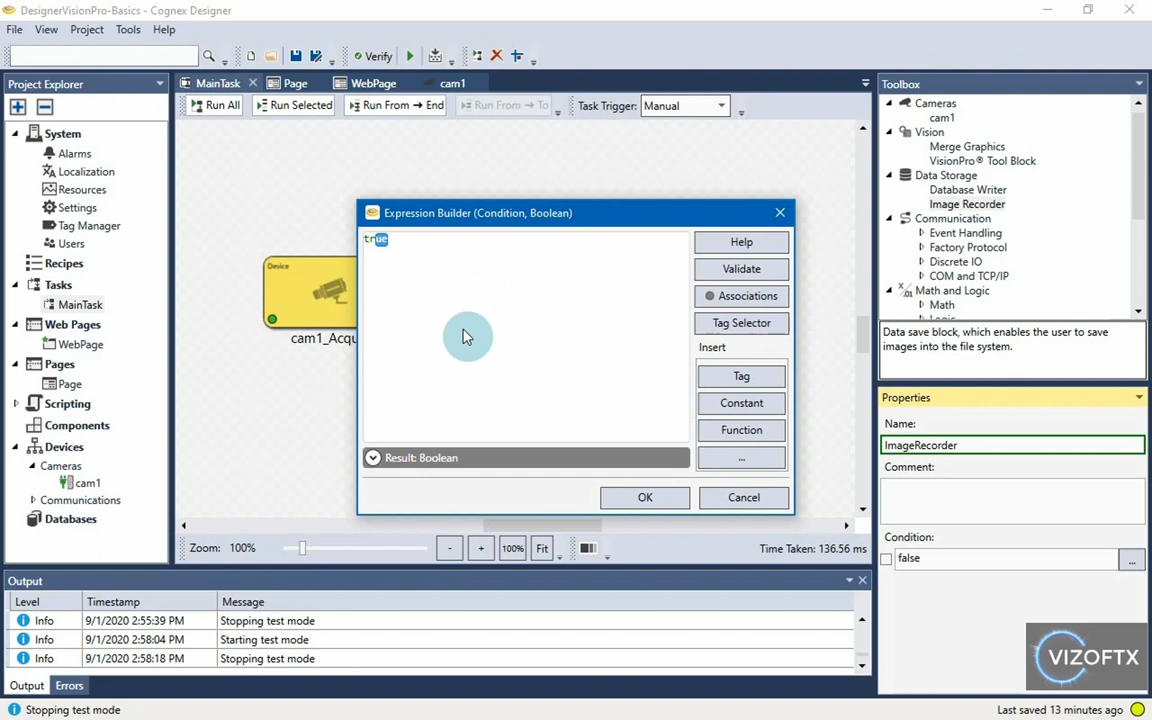 DesignerVisionPro-Basics - Cognex Designer
File View Project Tools Help
Verify
Project Explorer
System
Alarms
Localization
Resources
Settings
Tag Manager
Users
Recipes
Tasks
MainTask
Web Pages
WebPage
Pages
Page
Scripting
Components
Devices
Cameras
cam1
Communications
Databases
MainTask Page WebPage cam1
Run All Run Selected Run From → End Run From → To Task Trigger: Manual
Device
cam1_Acqu
Expression Builder (Condition, Boolean)
true
Help
Validate
Associations
Tag Selector
Insert
Tag
Constant
Function
...
Result: Boolean
OK Cancel
Zoom: 100% - + 100% Fit Time Taken: 136.56 ms
Toolbox
Cameras
cam1
Vision
Merge Graphics
VisionPro® Tool Block
Data Storage
Database Writer
Image Recorder
Communication
Event Handling
Factory Protocol
Discrete IO
COM and TCP/IP
Math and Logic
Math
Data save block, which enables the user to save
images into the file system.
Properties
Name:
ImageRecorder
Comment:
Condition:
false ...
Output
Level Timestamp Message
Info 9/1/2020 2:55:39 PM Stopping test mode
Info 9/1/2020 2:58:04 PM Starting test mode
Info 9/1/2020 2:58:18 PM Stopping test mode
Output Errors
VIZOFTX
Stopping test mode Last saved 13 minutes ago